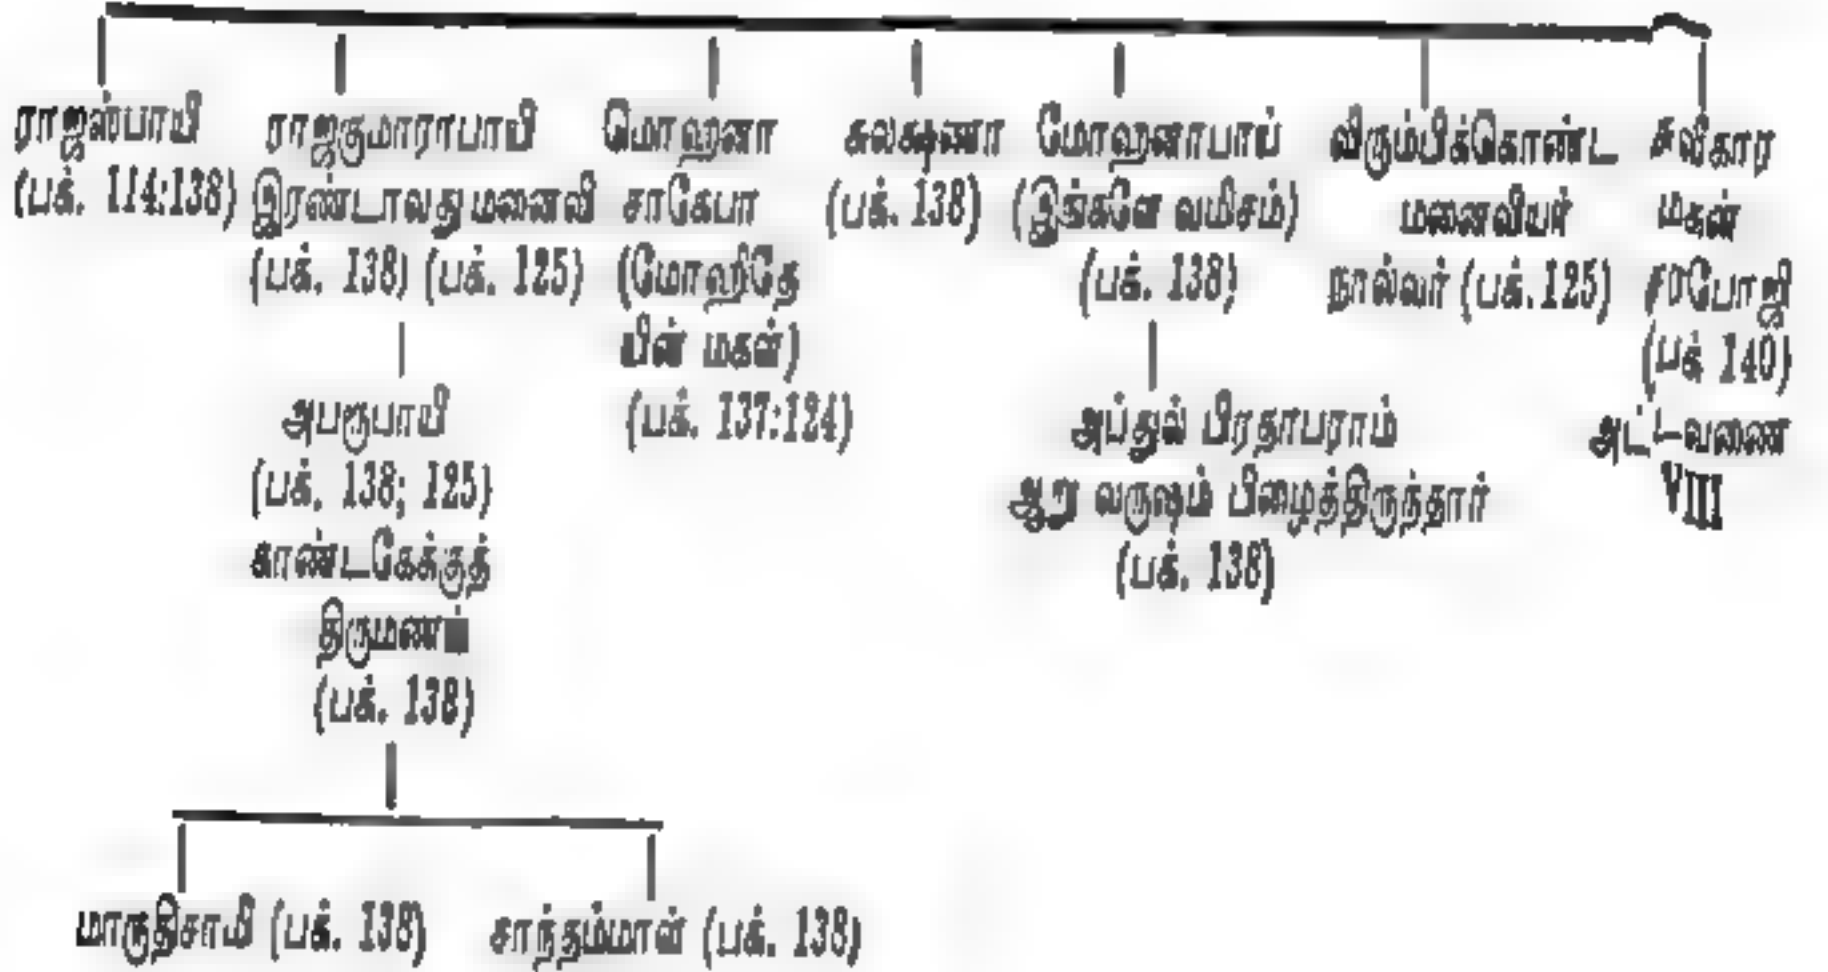 ராஜஸ்பாயி
(பக். 114:138)
ராஜகுமாராபாயி
இரண்டாவது மனைவி
(பக். 138) (பக். 125)
மொஹனா
சாகேபா
(மோஹிதே
யின் மகள்)
(பக். 137:124)
சுலக்ஷணா
(பக். 138)
மோஹனாபாய்
(இங்களே வமிசம்)
(பக். 138)
விரும்பிக்கொண்ட
மனைவியர்
நால்வர் (பக். 125)
சுவிகார
மகன்
சரபோஜி
(பக் 140)
அட்டவணை
VIII
அபரூபாயி
(பக். 138; 125)
காண்டகேக்குத்
திருமணம்
(பக். 138)
அப்துல் பிரதாபராம்
ஆறு வருஷம் பிழைத்திருந்தார்
(பக். 138)
மாருதிசாமி (பக். 138)
சாந்தம்மாள் (பக். 138)